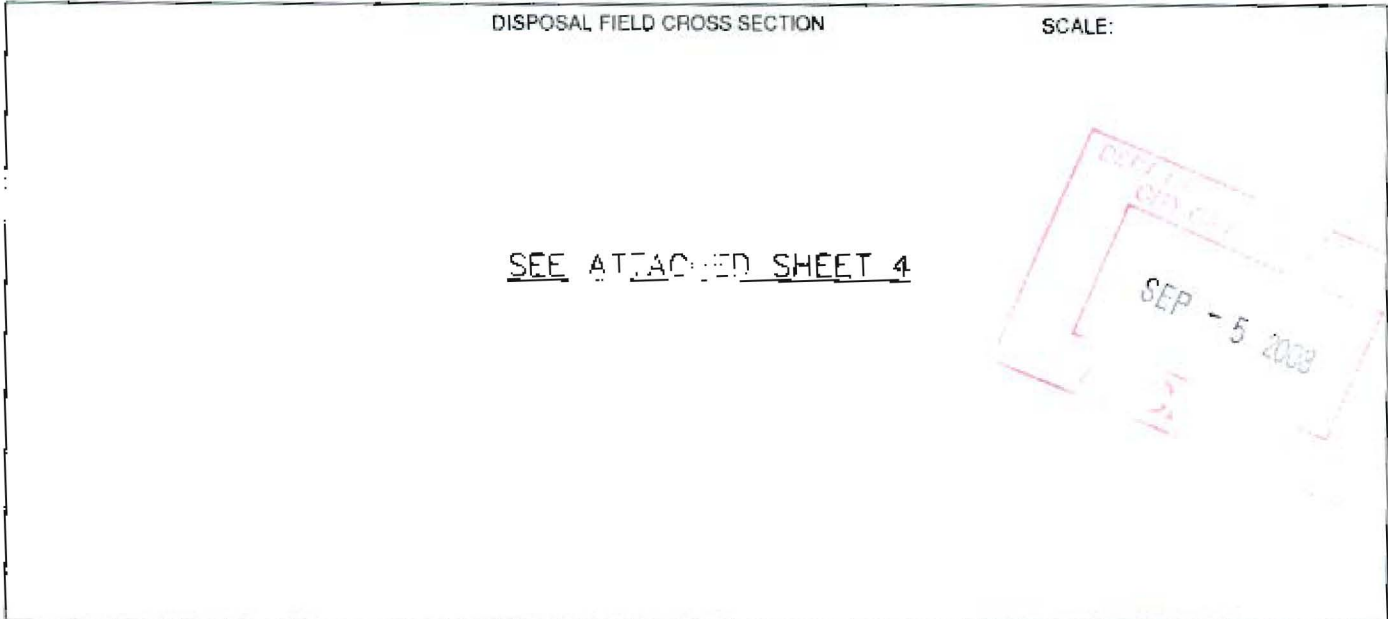 DISPOSAL FIELD CROSS SECTION SCALE:
SEE ATTACHED SHEET 4
SEP - 5 2008